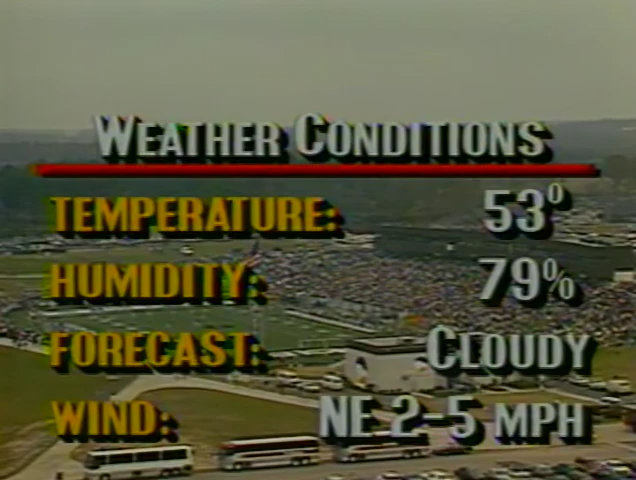 WEATHER CONDITIONS
TEMPERATURE: 53°
HUMIDITY: 79%
FORECAST: CLOUDY
WIND: NE 2-5 MPH